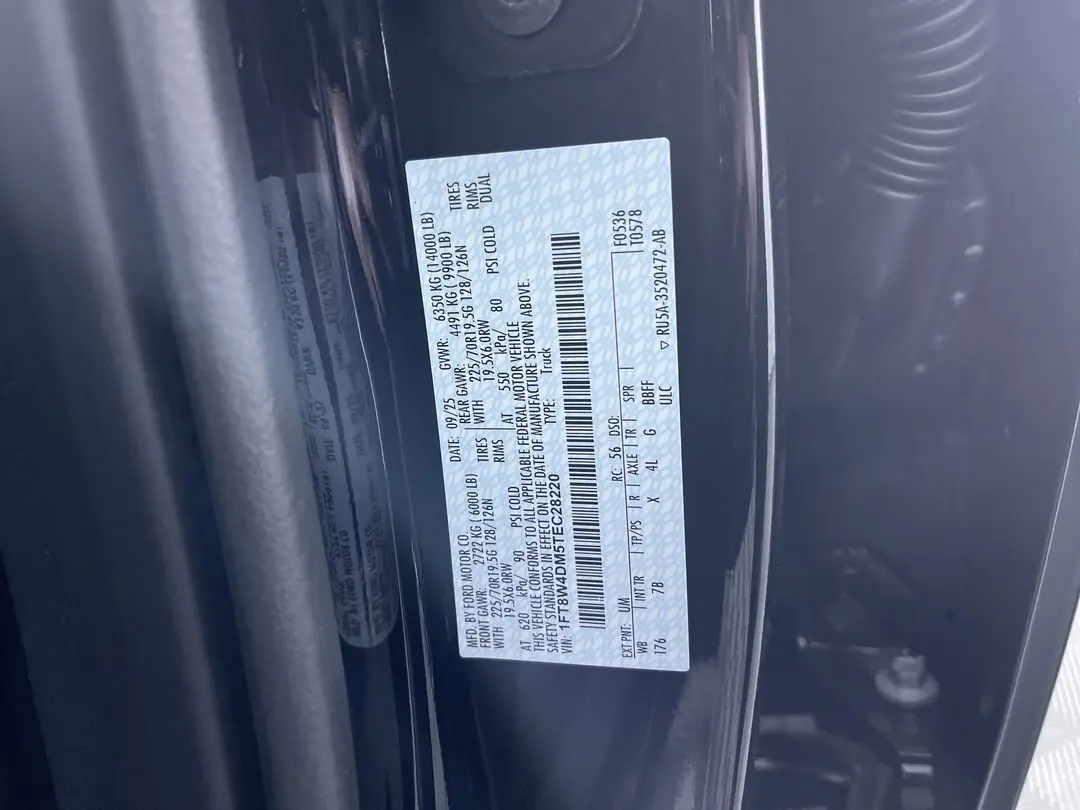 MFD. BY FORD MOTOR CO.
DATE: 09/25 GVWR: 6350 KG (14000 LB)
FRONT GAWR: 2722 KG ( 6000 LB)
REAR GAWR: 4491 KG ( 9900 LB)
WITH 225/70R19.5G 128/126N TIRES
WITH 225/70R19.5G 128/126N TIRES
19.5X6.0RW RIMS
19.5X6.0RW RIMS
AT 620 kPa/ 90 PSI COLD
AT 550 kPa/ 80 PSI COLD DUAL
THIS VEHICLE CONFORMS TO ALL APPLICABLE FEDERAL MOTOR VEHICLE
SAFETY STANDARDS IN EFFECT ON THE DATE OF MANUFACTURE SHOWN ABOVE.
VIN: 1FT8W4DM5TEC28220 TYPE: Truck
EXT PNT: UM RC: 56 DSO: F0536
T0578
WB INT TR TP/PS R AXLE TR SPR
176 7B X 4L G BBFF
ULC
▽ RU5A-3520472-AB